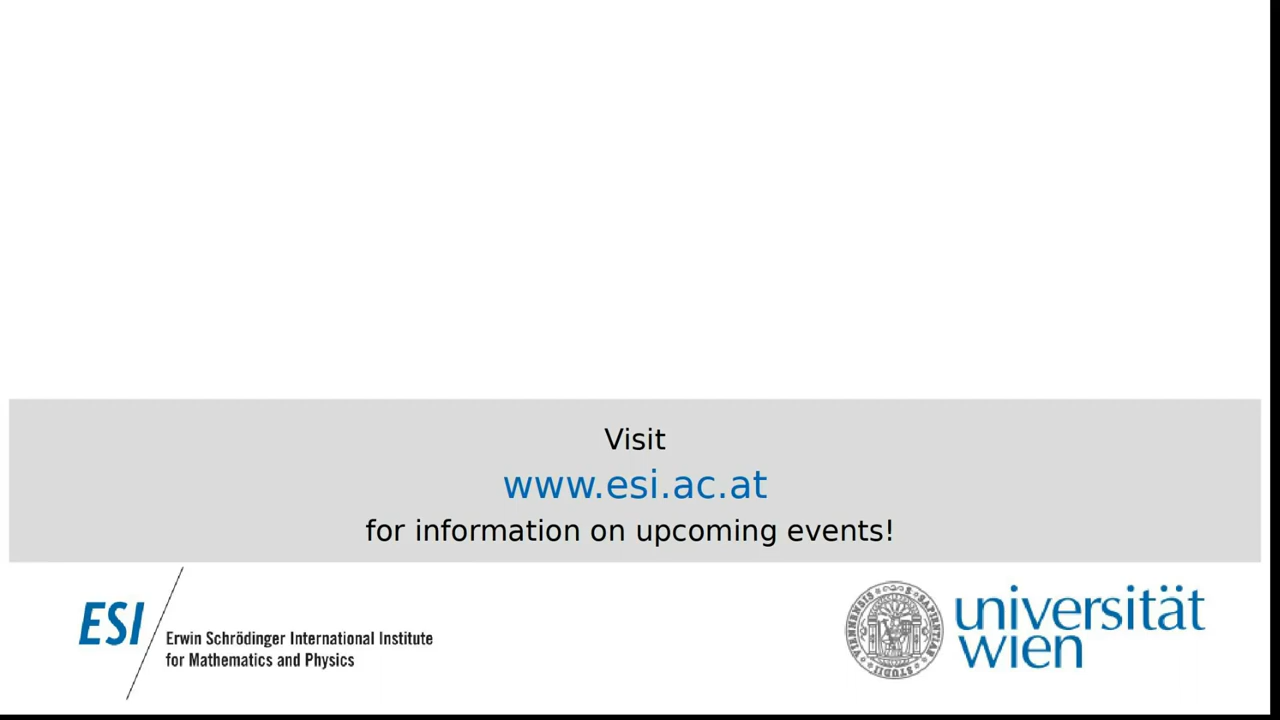 Visit
www.esi.ac.at
for information on upcoming events!
ESI
Erwin Schrödinger International Institute
for Mathematics and Physics
universität
wien